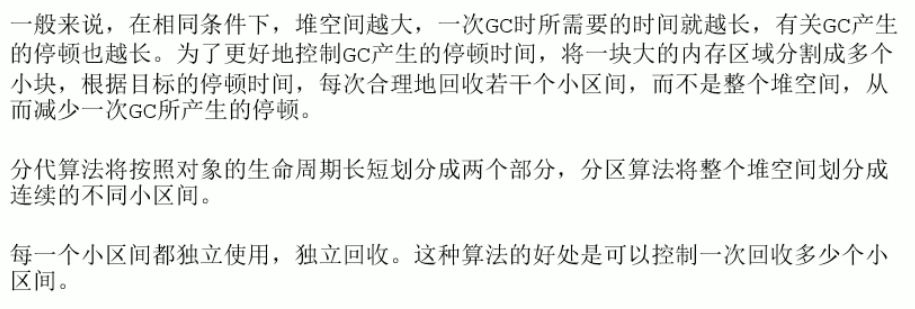 一般来说，在相同条件下，堆空间越大，一次GC时所需要的时间就越长，有关GC产生
的停顿也越长。为了更好地控制GC产生的停顿时间，将一块大的内存区域分割成多个
小块，根据目标的停顿时间，每次合理地回收若干个小区间，而不是整个堆空间，从
而减少一次GC所产生的停顿。
分代算法将按照对象的生命周期长短划分成两个部分，分区算法将整个堆空间划分成
连续的不同小区间。
每一个小区间都独立使用，独立回收。这种算法的好处是可以控制一次回收多少个小
区间。